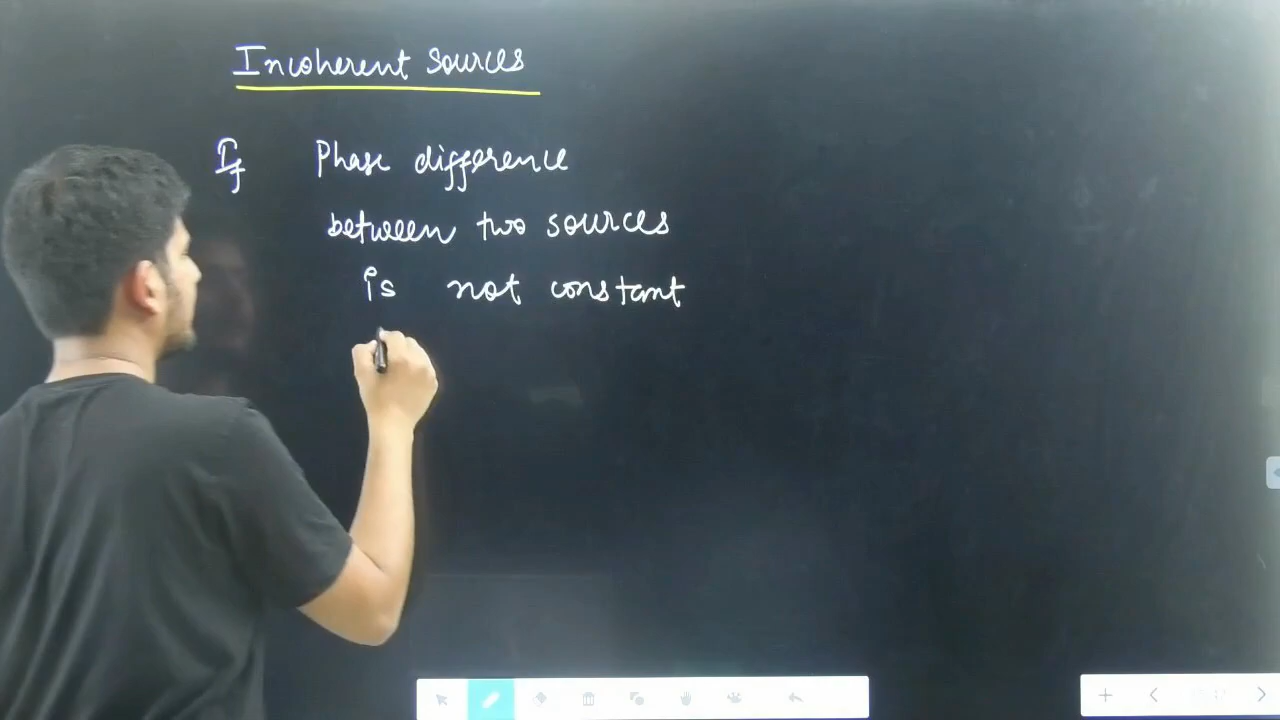 Incoherent Sources
If Phase difference
between two sources
is not constant